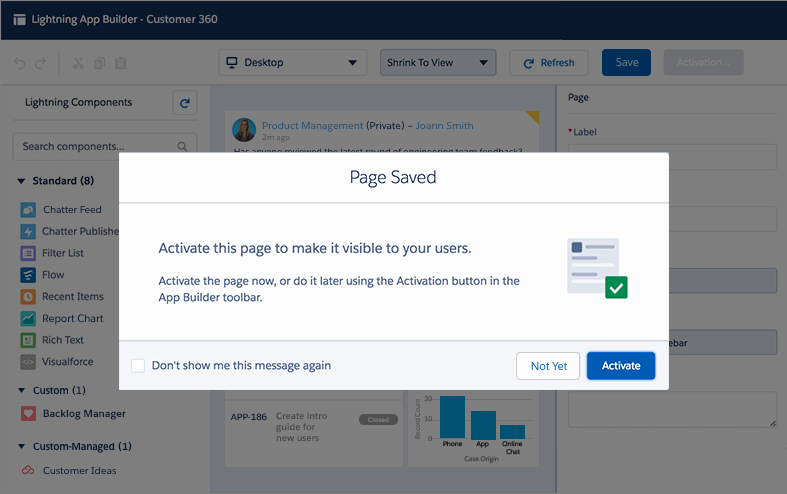 Lightning App Builder - Customer 360
Desktop
Shrink To View
Refresh
Save
Activation...
Lightning Components
Search components...
Standard (8)
Chatter Feed
Chatter Publishe
Filter List
Flow
Recent Items
Report Chart
Rich Text
Visualforce
Custom (1)
Backlog Manager
Custom-Managed (1)
Customer Ideas
Product Management (Private) – Joann Smith
2m ago
Has anyone reviewed the latest round of engineering team feedback?
Page
*Label
ebar
Page Saved
Activate this page to make it visible to your users.
Activate the page now, or do it later using the Activation button in the
App Builder toolbar.
Don't show me this message again
Not Yet
Activate
APP-186
Create intro
guide for
new users
Closed
Record Count
20
10
0
Phone
App
Online
Chat
Case Origin